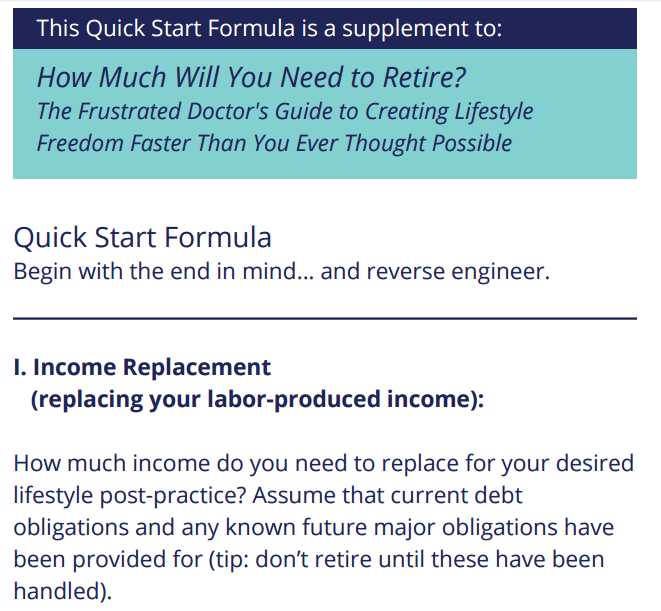 This Quick Start Formula is a supplement to:
How Much Will You Need to Retire?
The Frustrated Doctor's Guide to Creating Lifestyle
Freedom Faster Than You Ever Thought Possible
Quick Start Formula
Begin with the end in mind... and reverse engineer.
I. Income Replacement
(replacing your labor-produced income):
How much income do you need to replace for your desired
lifestyle post-practice? Assume that current debt
obligations and any known future major obligations have
been provided for (tip: don’t retire until these have been
handled).